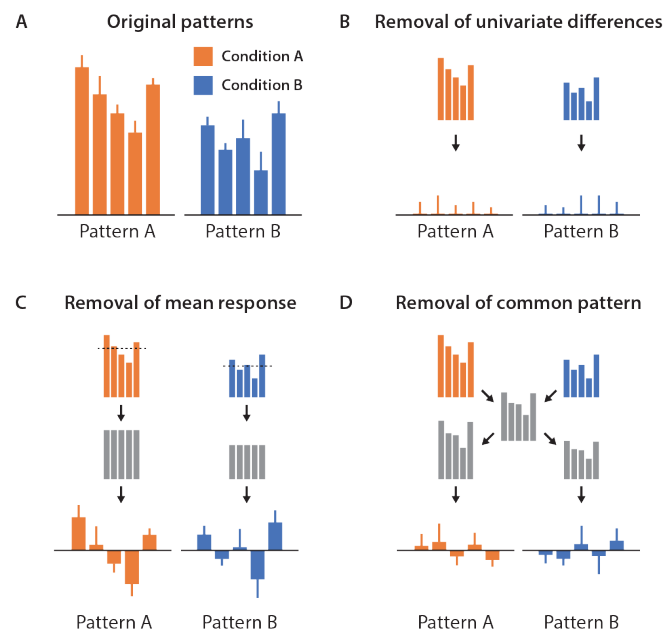 A Original patterns
Condition A
Condition B
Pattern A Pattern B
B Removal of univariate differences
Pattern A Pattern B
C Removal of mean response
Pattern A Pattern B
D Removal of common pattern
Pattern A Pattern B